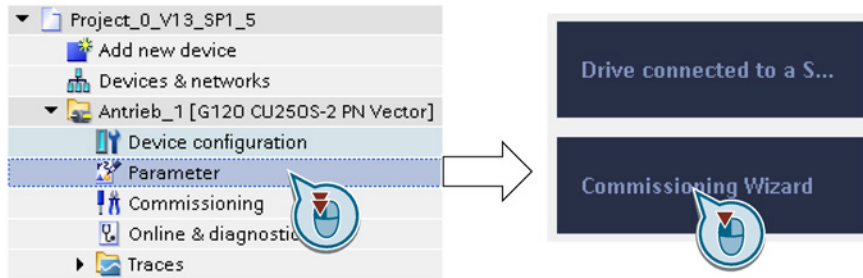 Project_0_V13_SP1_5
Add new device
Devices & networks
Antrieb_1 [G120 CU250S-2 PN Vector]
Device configuration
Parameter
Commissioning
Online & diagnostic
Traces
Drive connected to a S...
Commissioning Wizard